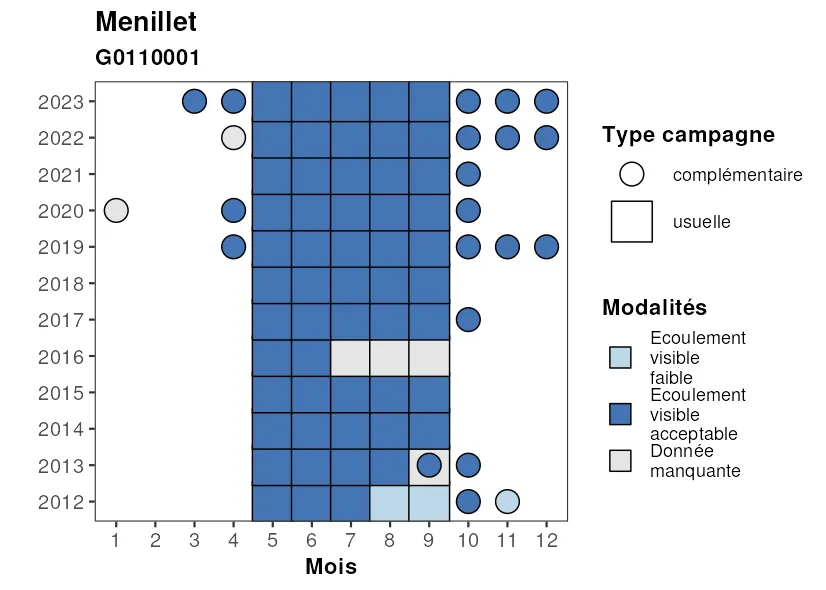 Menillet
G0110001
2023
2022
2021
2020
2019
2018
2017
2016
2015
2014
2013
2012
1 2 3 4 5 6 7 8 9 10 11 12
Mois
Type campagne
complémentaire
usuelle
Modalités
Ecoulement
visible
faible
Ecoulement
visible
acceptable
Donnée
manquante